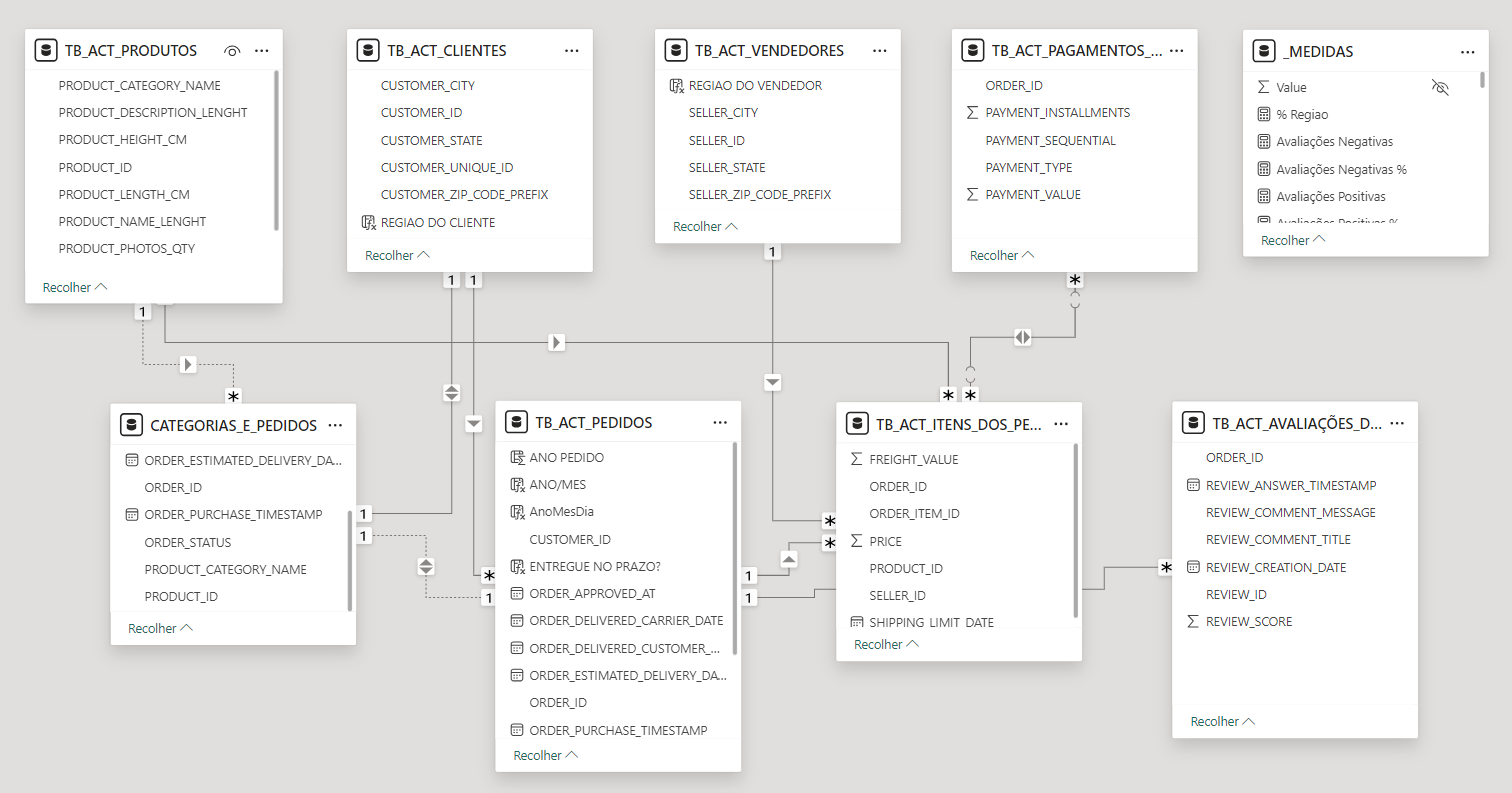 TB_ACT_PRODUTOS
PRODUCT_CATEGORY_NAME
PRODUCT_DESCRIPTION_LENGHT
PRODUCT_HEIGHT_CM
PRODUCT_ID
PRODUCT_LENGTH_CM
PRODUCT_NAME_LENGHT
PRODUCT_PHOTOS_QTY
Recolher
TB_ACT_CLIENTES
CUSTOMER_CITY
CUSTOMER_ID
CUSTOMER_STATE
CUSTOMER_UNIQUE_ID
CUSTOMER_ZIP_CODE_PREFIX
REGIAO DO CLIENTE
Recolher
TB_ACT_VENDEDORES
REGIAO DO VENDEDOR
SELLER_CITY
SELLER_ID
SELLER_STATE
SELLER_ZIP_CODE_PREFIX
Recolher
TB_ACT_PAGAMENTOS_...
ORDER_ID
PAYMENT_INSTALLMENTS
PAYMENT_SEQUENTIAL
PAYMENT_TYPE
PAYMENT_VALUE
Recolher
_MEDIDAS
Value
% Regiao
Avaliações Negativas
Avaliações Negativas %
Avaliações Positivas
Avaliações Positivas %
Recolher
1
1
1
1
*
*
*
*
CATEGORIAS_E_PEDIDOS
ORDER_ESTIMATED_DELIVERY_DA...
ORDER_ID
ORDER_PURCHASE_TIMESTAMP
ORDER_STATUS
PRODUCT_CATEGORY_NAME
PRODUCT_ID
Recolher
1
1
*
1
TB_ACT_PEDIDOS
ANO PEDIDO
ANO/MES
AnoMesDia
CUSTOMER_ID
ENTREGUE NO PRAZO?
ORDER_APPROVED_AT
ORDER_DELIVERED_CARRIER_DATE
ORDER_DELIVERED_CUSTOMER_...
ORDER_ESTIMATED_DELIVERY_DA...
ORDER_ID
ORDER_PURCHASE_TIMESTAMP
Recolher
1
1
*
*
TB_ACT_ITENS_DOS_PE...
FREIGHT_VALUE
ORDER_ID
ORDER_ITEM_ID
PRICE
PRODUCT_ID
SELLER_ID
SHIPPING_LIMIT_DATE
Recolher
*
TB_ACT_AVALIAÇÕES_D...
ORDER_ID
REVIEW_ANSWER_TIMESTAMP
REVIEW_COMMENT_MESSAGE
REVIEW_COMMENT_TITLE
REVIEW_CREATION_DATE
REVIEW_ID
REVIEW_SCORE
Recolher